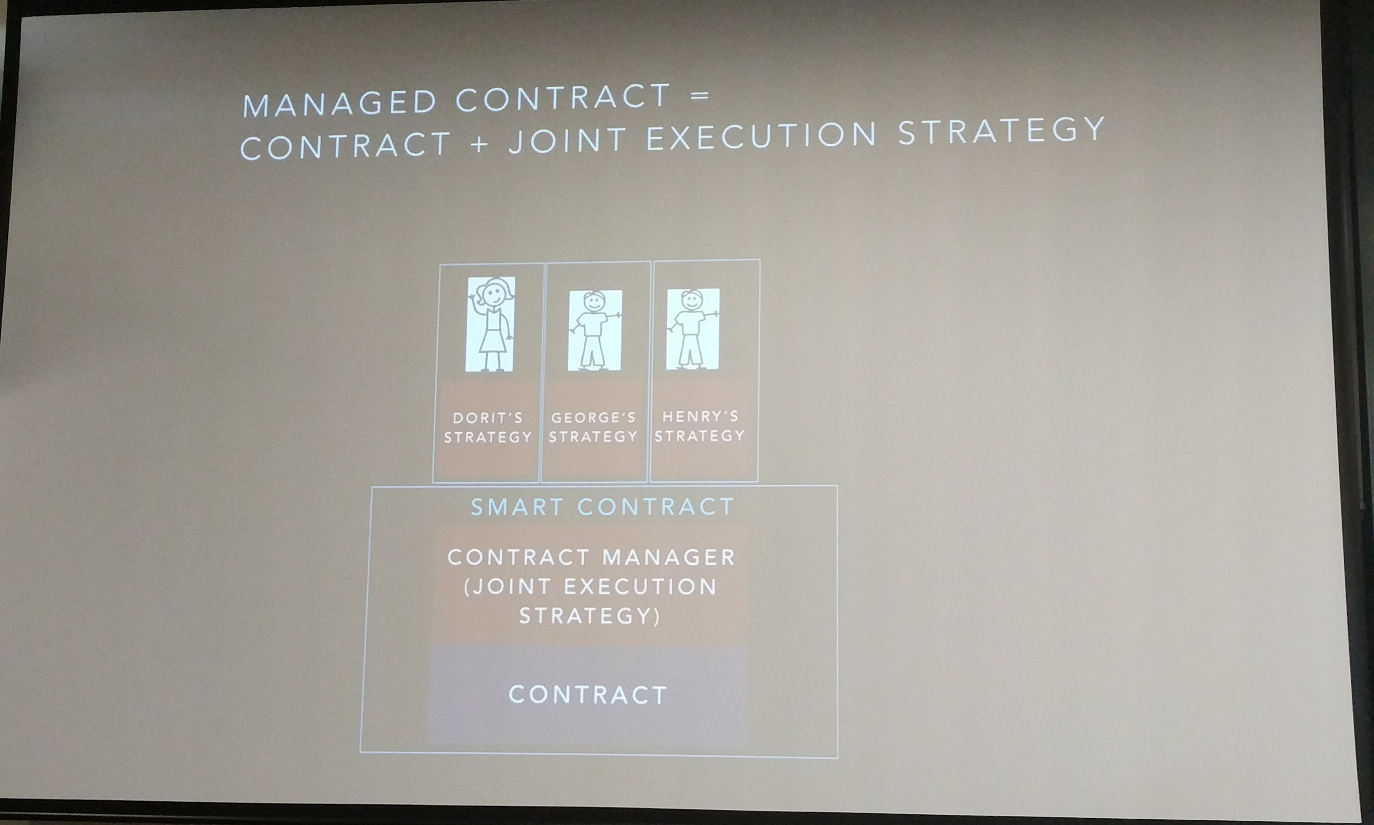 MANAGED CONTRACT =
CONTRACT + JOINT EXECUTION STRATEGY
DORIT'S
STRATEGY
GEORGE'S
STRATEGY
HENRY'S
STRATEGY
SMART CONTRACT
CONTRACT MANAGER
(JOINT EXECUTION
STRATEGY)
CONTRACT